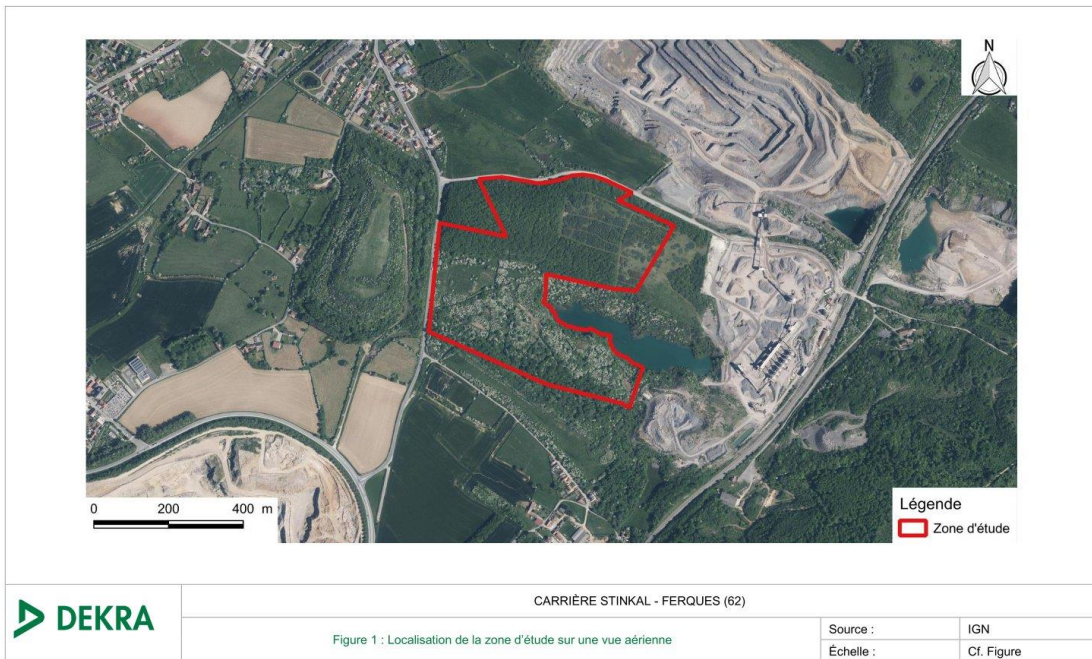 N
0 200 400 m
Légende
Zone d'étude
DEKRA
CARRIÈRE STINKAL - FERQUES (62)
Figure 1 : Localisation de la zone d'étude sur une vue aérienne
Source : IGN
Échelle : Cf. Figure